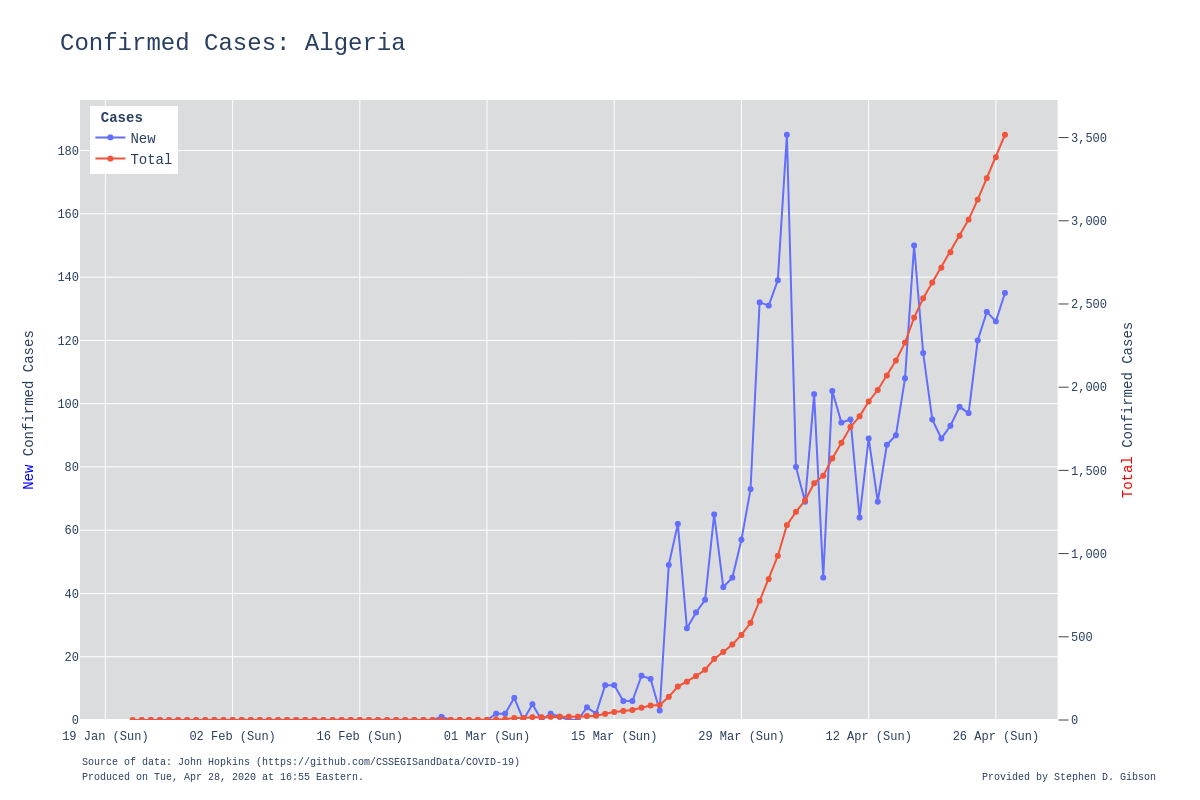 Confirmed Cases: Algeria
Cases
New
Total
180
160
140
120
100
80
60
40
20
0
New Confirmed Cases
3,500
3,000
2,500
2,000
1,500
1,000
500
0
Total Confirmed Cases
19 Jan (Sun) 02 Feb (Sun) 16 Feb (Sun) 01 Mar (Sun) 15 Mar (Sun) 29 Mar (Sun) 12 Apr (Sun) 26 Apr (Sun)
Source of data: John Hopkins (https://github.com/CSSEGISandData/COVID-19)
Produced on Tue, Apr 28, 2020 at 16:55 Eastern.
Provided by Stephen D. Gibson